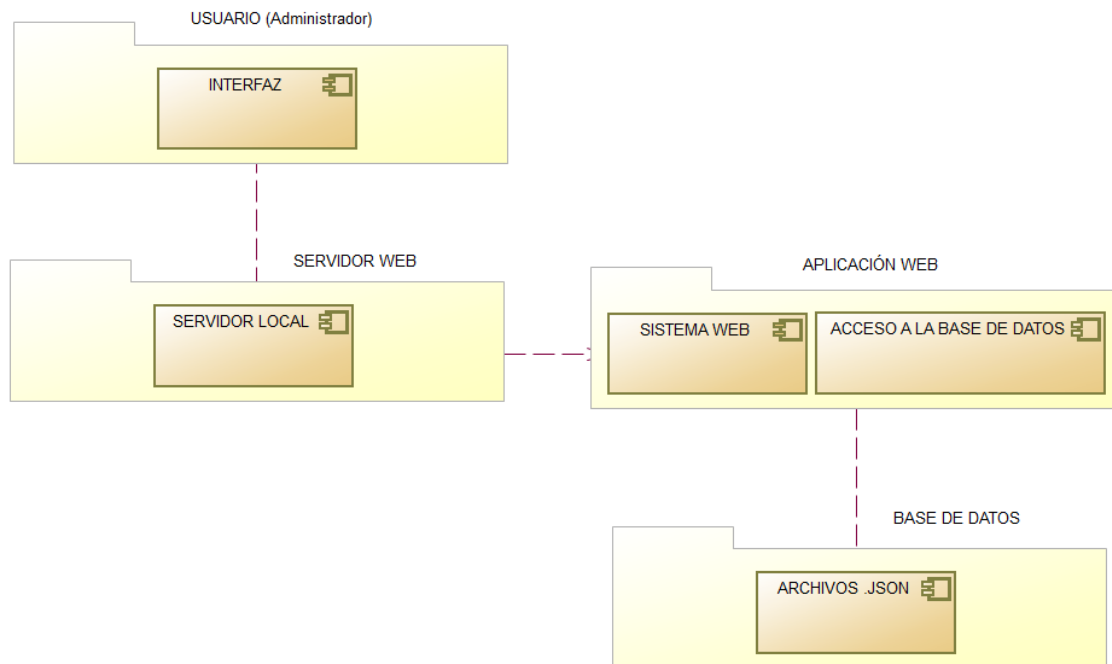 USUARIO (Administrador)
INTERFAZ
SERVIDOR WEB
SERVIDOR LOCAL
APLICACIÓN WEB
SISTEMA WEB
ACCESO A LA BASE DE DATOS
BASE DE DATOS
ARCHIVOS .JSON